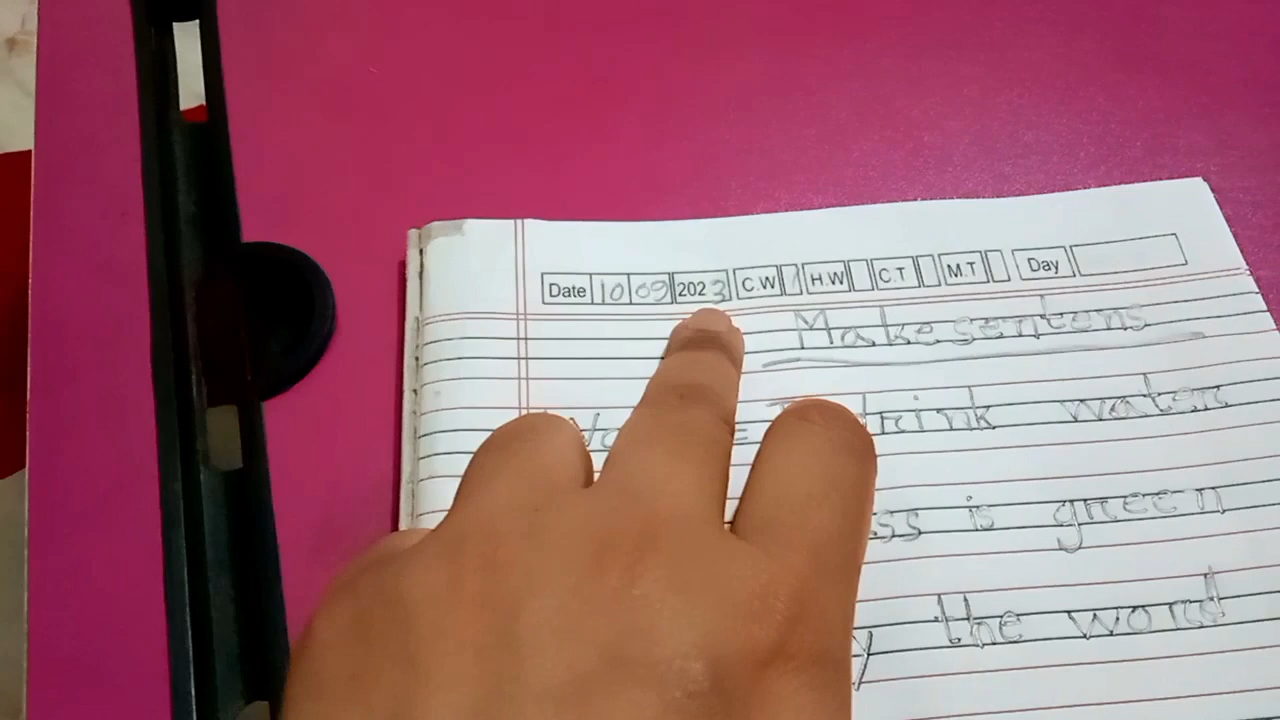 Date 10 09 2023 C.W H.W C.T M.T Day
Make sentens
= I drink water
is green
the word